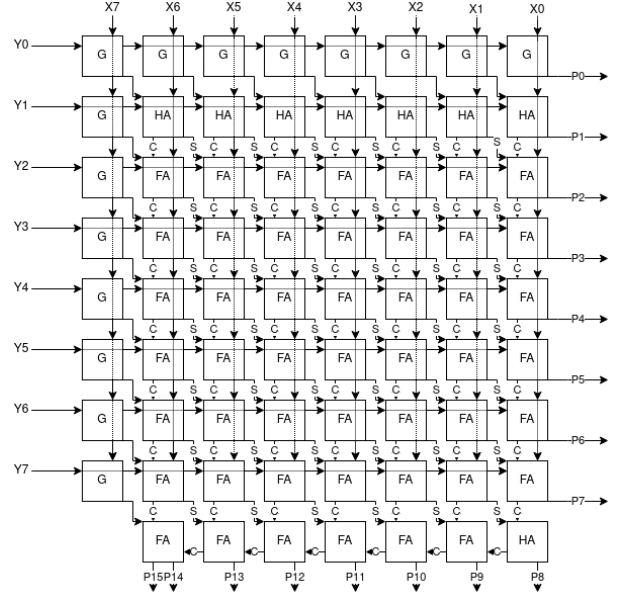 X7 X6 X5 X4 X3 X2 X1 X0
Y0 G G G G G G G G
P0
Y1 G HA HA HA HA HA HA HA
P1
C S C S C S C S C S C S C
Y2 G FA FA FA FA FA FA FA
P2
C S C S C S C S C S C S C
Y3 G FA FA FA FA FA FA FA
P3
C S C S C S C S C S C S C
Y4 G FA FA FA FA FA FA FA
P4
C S C S C S C S C S C S C
Y5 G FA FA FA FA FA FA FA
P5
C S C S C S C S C S C S C
Y6 G FA FA FA FA FA FA FA
P6
C S C S C S C S C S C S C
Y7 G FA FA FA FA FA FA FA
P7
C S C S C S C S C S C S C
FA FA FA FA FA FA HA
C C C C C C
P15 P14 P13 P12 P11 P10 P9 P8